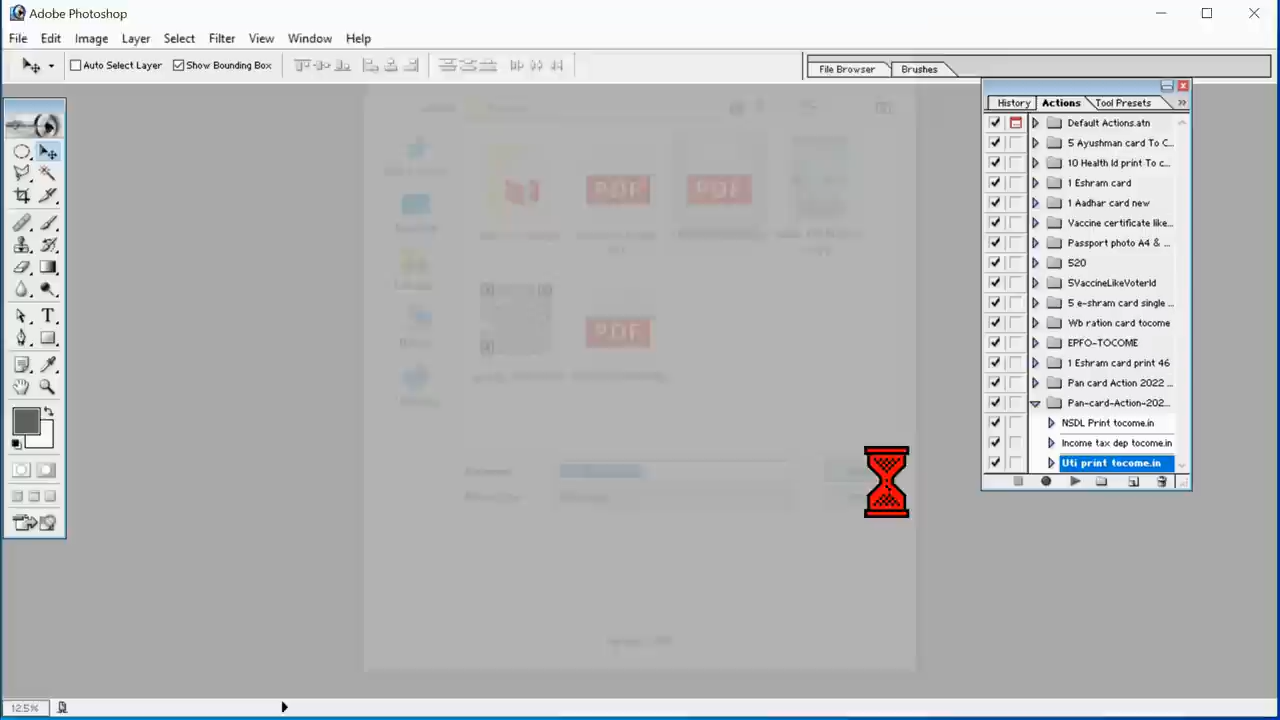 Adobe Photoshop
File Edit Image Layer Select Filter View Window Help
Auto Select Layer Show Bounding Box File Browser Brushes
History Actions Tool Presets
Default Actions.atn
5 Ayushman card To C...
10 Health Id print To c...
1 Eshram card
1 Aadhar card new
Vaccine certificate like...
Passport photo A4 & ...
520
5VaccineLikeVoterId
5 e-shram card single ...
Wb ration card tocome
EPFO-TOCOME
1 Eshram card print 46
Pan card Action 2022 ...
Pan-card-Action-202...
NSDL Print tocome.in
Income tax dep tocome.in
Uti print tocome.in
PDF PDF
PDF
12.5%